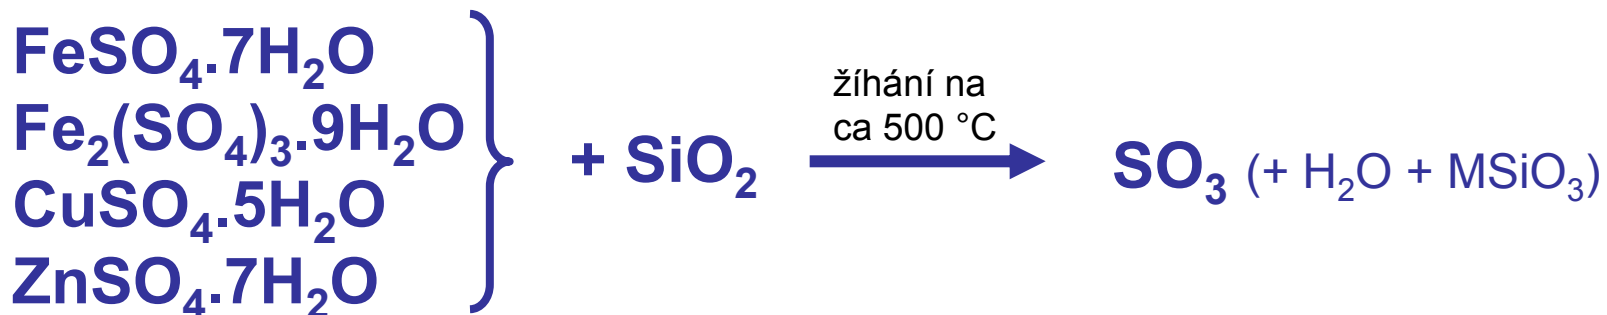 FeSO₄.7H₂O
Fe₂(SO₄)₃.9H₂O
CuSO₄.5H₂O
ZnSO₄.7H₂O
+ SiO₂
žíhání na
ca 500 °C
SO₃ (+ H₂O + MSiO₃)